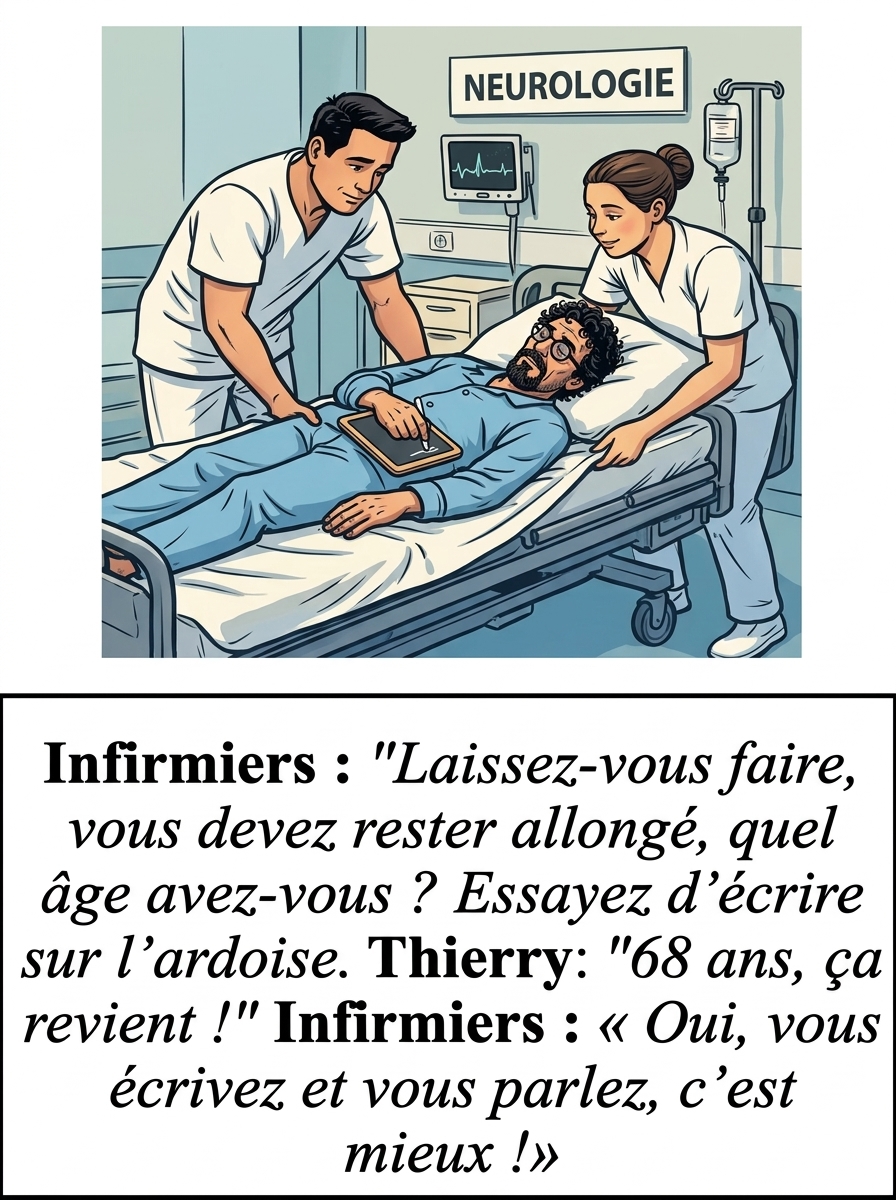 NEUROLOGIE
Infirmiers : "Laissez-vous faire,
vous devez rester allongé, quel
âge avez-vous ? Essayez d’écrire
sur l’ardoise. Thierry: "68 ans, ça
revient !" Infirmiers : « Oui, vous
écrivez et vous parlez, c’est
mieux !»